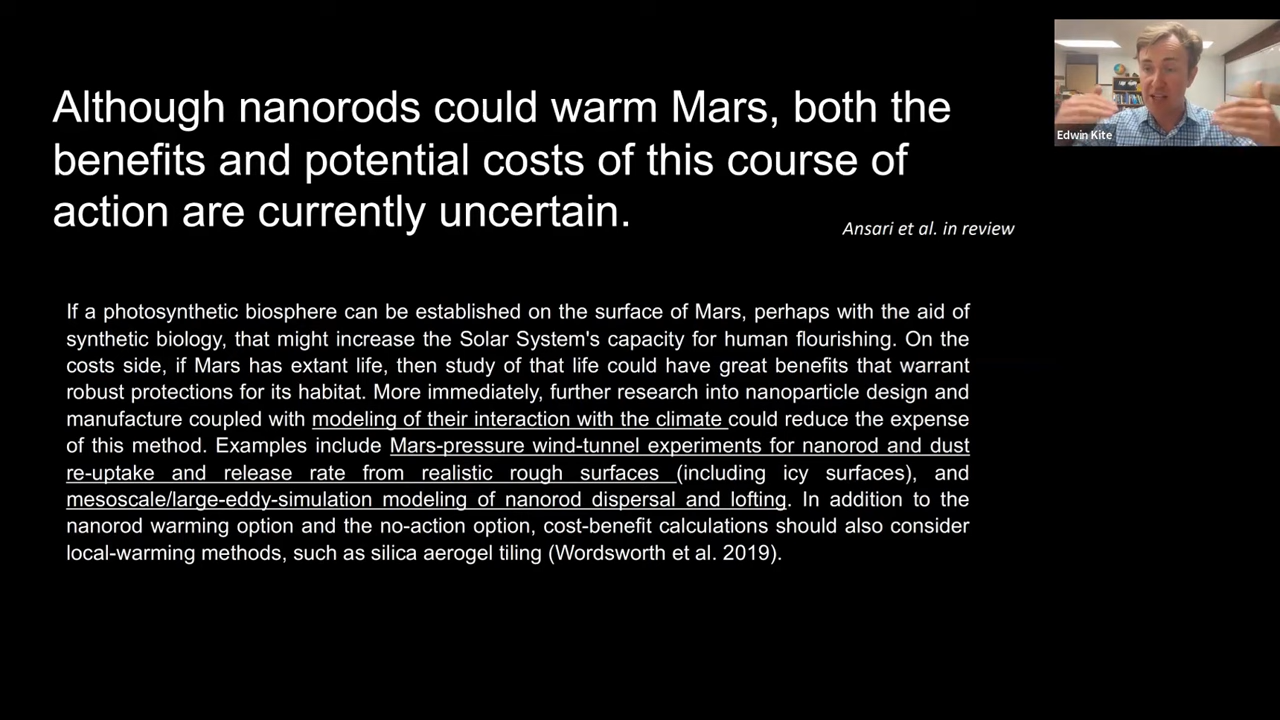 Although nanorods could warm Mars, both the
benefits and potential costs of this course of
action are currently uncertain.
Ansari et al. in review
Edwin Kite
If a photosynthetic biosphere can be established on the surface of Mars, perhaps with the aid of
synthetic biology, that might increase the Solar System's capacity for human flourishing. On the
costs side, if Mars has extant life, then study of that life could have great benefits that warrant
robust protections for its habitat. More immediately, further research into nanoparticle design and
manufacture coupled with modeling of their interaction with the climate could reduce the expense
of this method. Examples include Mars-pressure wind-tunnel experiments for nanorod and dust
re-uptake and release rate from realistic rough surfaces (including icy surfaces), and
mesoscale/large-eddy-simulation modeling of nanorod dispersal and lofting. In addition to the
nanorod warming option and the no-action option, cost-benefit calculations should also consider
local-warming methods, such as silica aerogel tiling (Wordsworth et al. 2019).